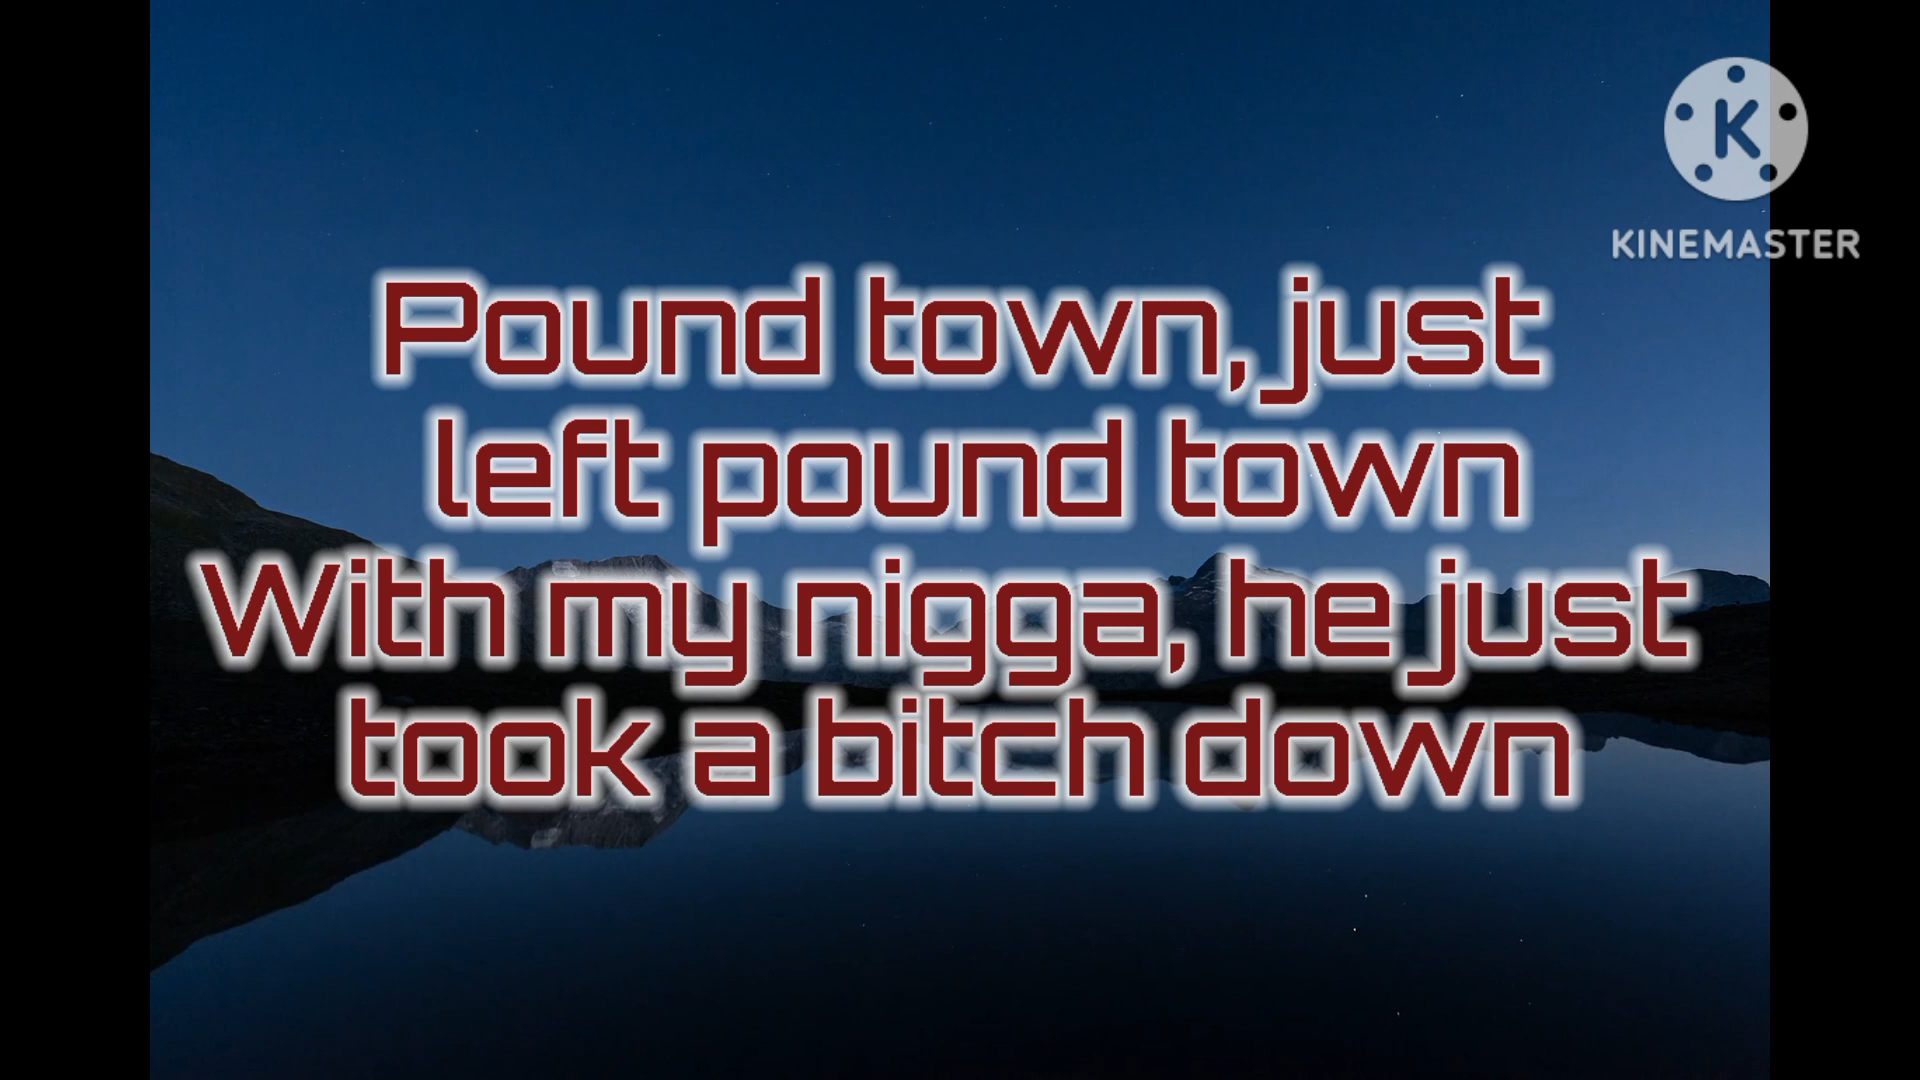 KINEMASTER
Pound town, just
left pound town
With my nigga, he just
took a bitch down